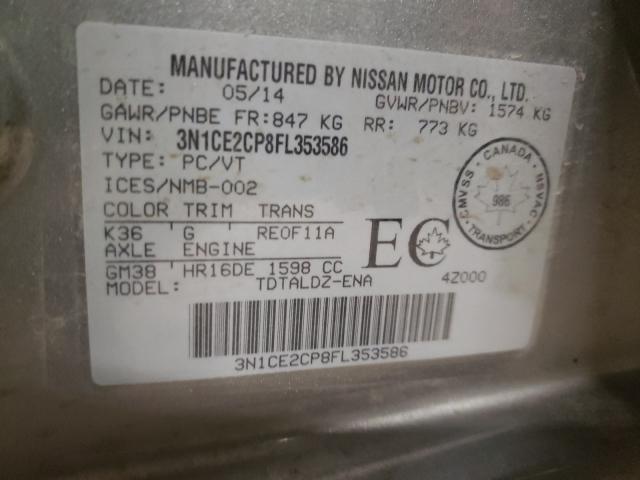 MANUFACTURED BY NISSAN MOTOR CO., LTD.
DATE: 05/14 GVWR/PNBV: 1574 KG
GAWR/PNBE FR: 847 KG RR: 773 KG
VIN: 3N1CE2CP8FL353586
TYPE: PC/VT
ICES/NMB-002
COLOR TRIM TRANS
K36 G RE0F11A
AXLE ENGINE
GM38 HR16DE 1598 CC
MODEL: TDTALDZ-ENA 4Z000
EC
CANADA
CMVSS 986 NSVAC
TRANSPORT
3N1CE2CP8FL353586